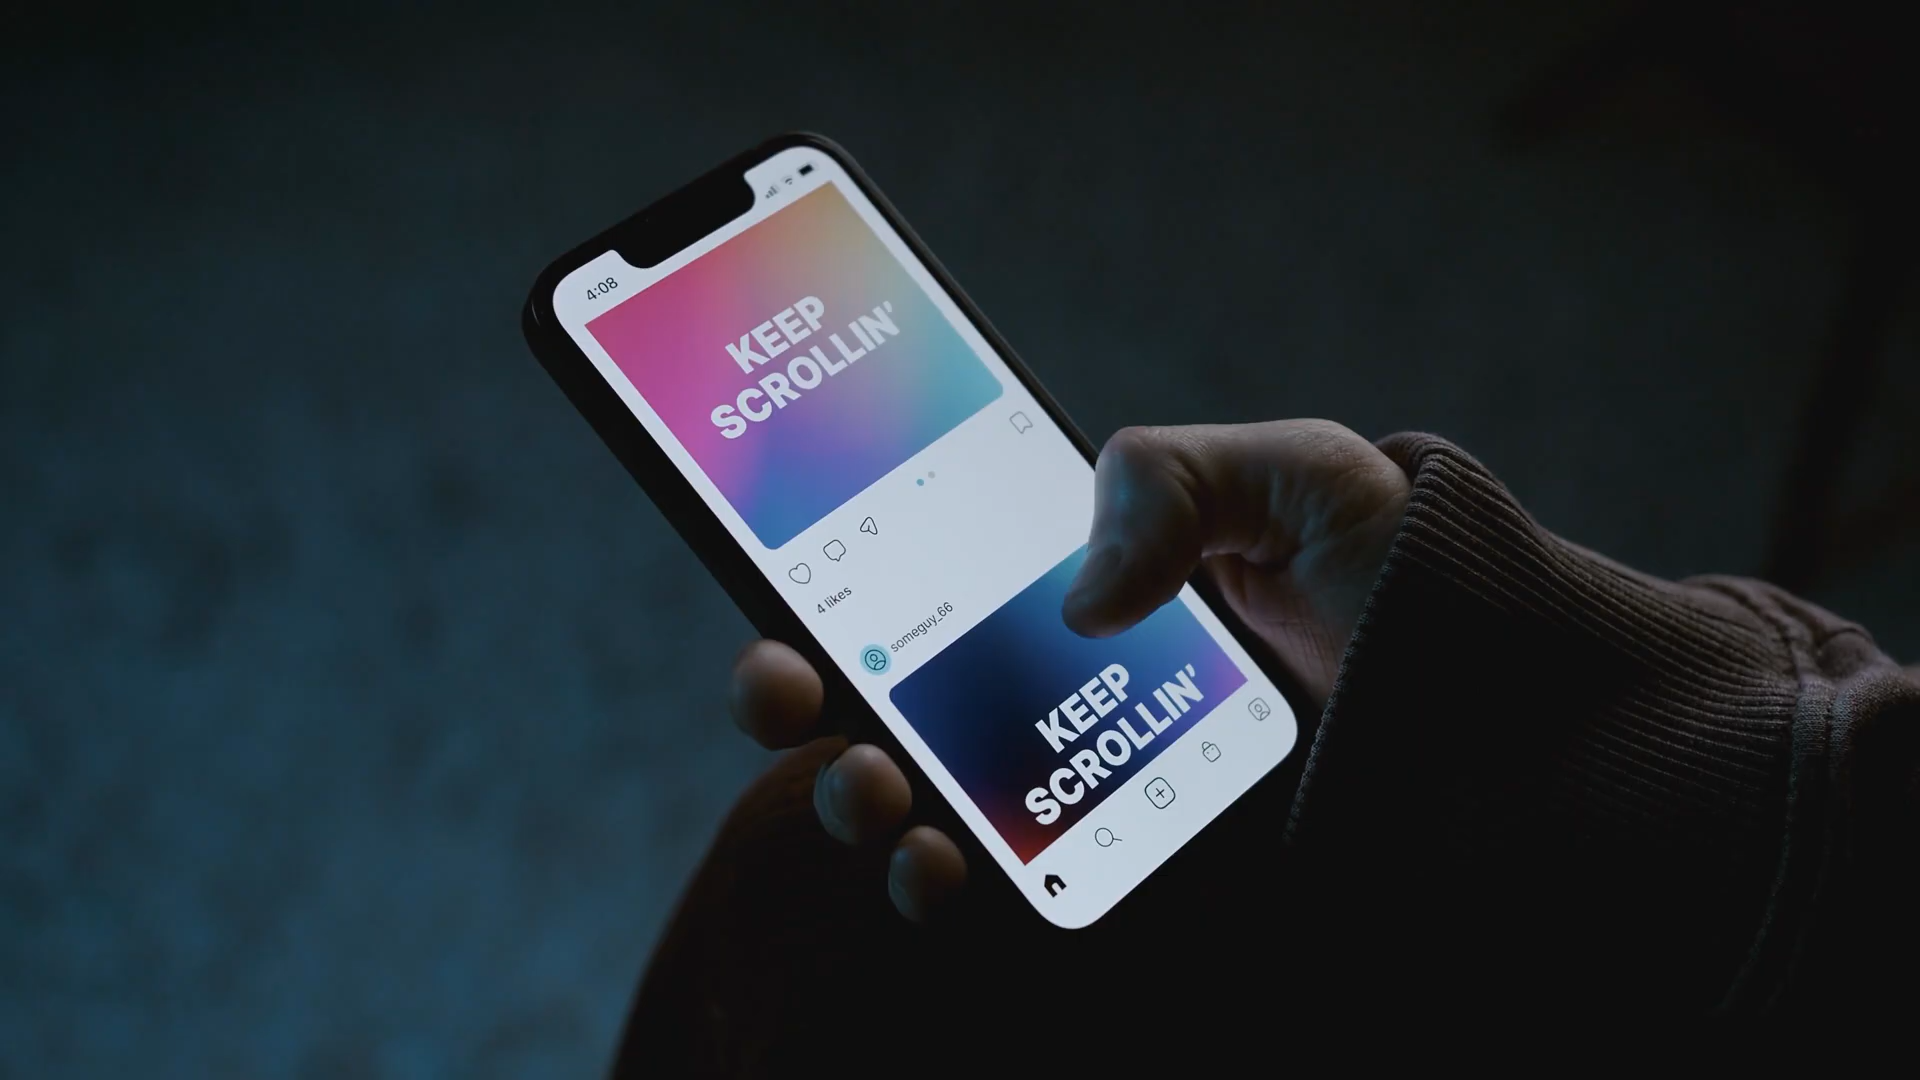 4:08
KEEP
SCROLLIN'
4 likes
someguy_66
KEEP
SCROLLIN'